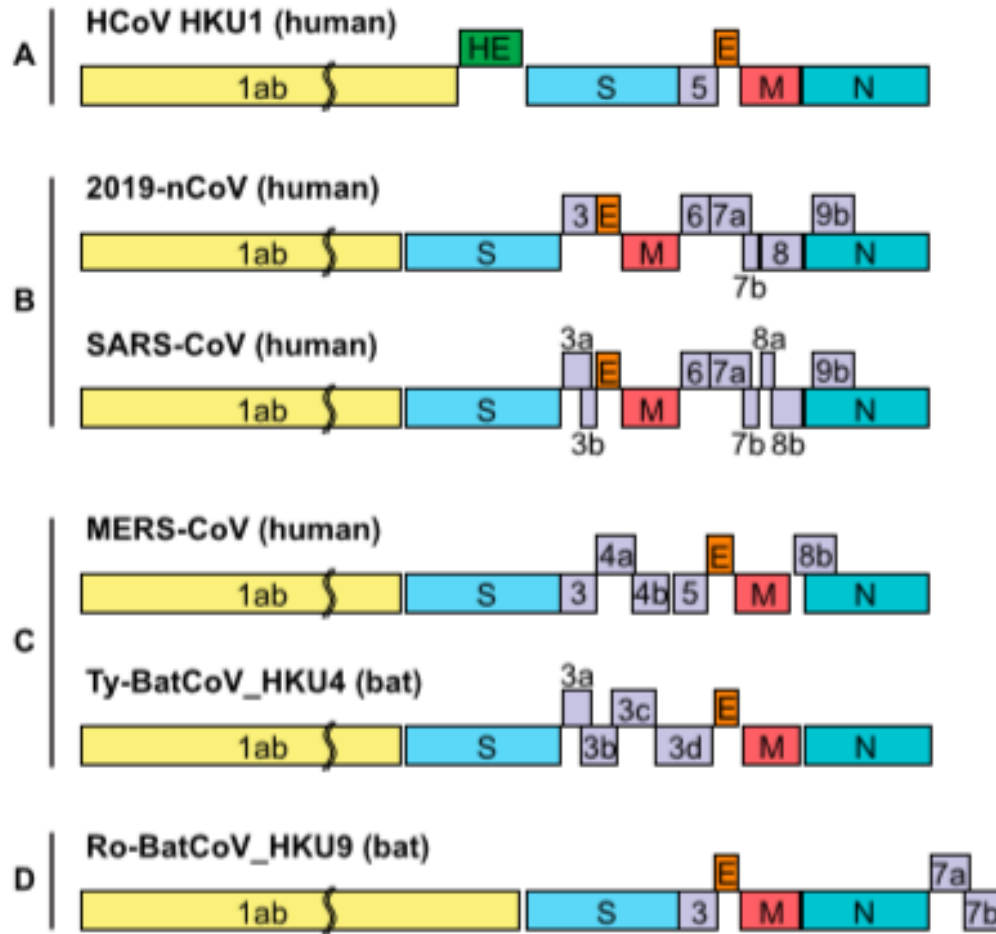 A
HCoV HKU1 (human)
HE E
1ab S 5 M N
B
2019-nCoV (human)
3 E 6 7a 9b
1ab S M 8 N
7b
SARS-CoV (human)
3a 8a
E 6 7a 9b
1ab S M N
3b 7b 8b
C
MERS-CoV (human)
4a E 8b
1ab S 3 4b 5 M N
Ty-BatCoV_HKU4 (bat)
3a
3c E
1ab S 3b 3d M N
D
Ro-BatCoV_HKU9 (bat)
E 7a
1ab S 3 M N 7b